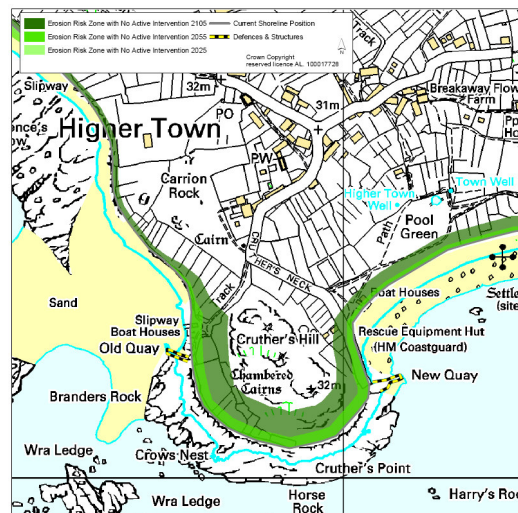 Erosion Risk Zone with No Active Intervention 2105
Current Shoreline Position
Erosion Risk Zone with No Active Intervention 2055
Defences & Structures
Erosion Risk Zone with No Active Intervention 2025
N
Crown Copyright
reserved licence AL. 100017728
Slipway
32m
Track
31m
PO
Breakaway Flow
Farm
Higher Town
PW
Carrion
Rock
Town Well
Higher Town
Well
Cairn
Pool
Green
Path
CRUTHER'S NECK
Track
Sand
Boat Houses
Slipway
Boat Houses
Settle
(site
Rescue Equipment Hut
(HM Coastguard)
Old Quay
Cruther's Hill
Chambered
Cairns
32m
New Quay
Branders Rock
Wra Ledge
Crows Nest
Cruther's Point
Wra Ledge
Horse
Rock
Harry's Ro